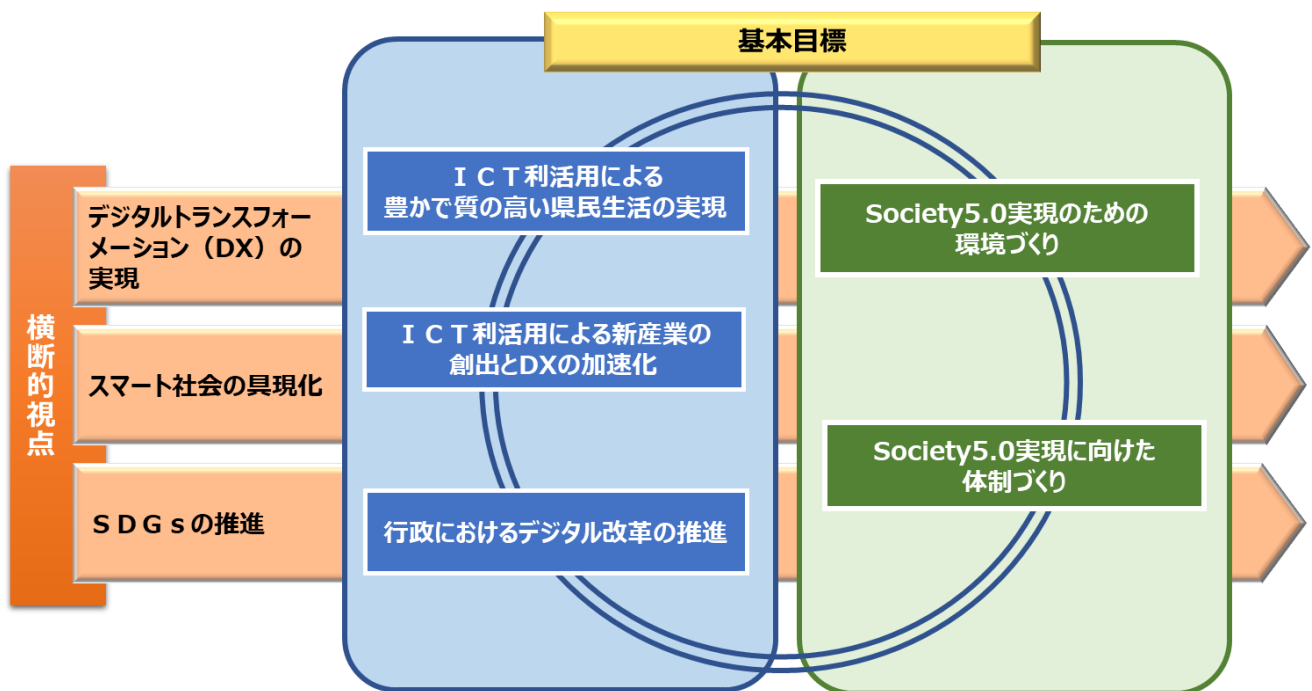 基本目標
横断的視点
デジタルトランスフォー
メーション（DX）の
実現
スマート社会の具現化
ＳＤＧｓの推進
ＩＣＴ利活用による
豊かで質の高い県民生活の実現
ＩＣＴ利活用による新産業の
創出とDXの加速化
行政におけるデジタル改革の推進
Society5.0実現のための
環境づくり
Society5.0実現に向けた
体制づくり